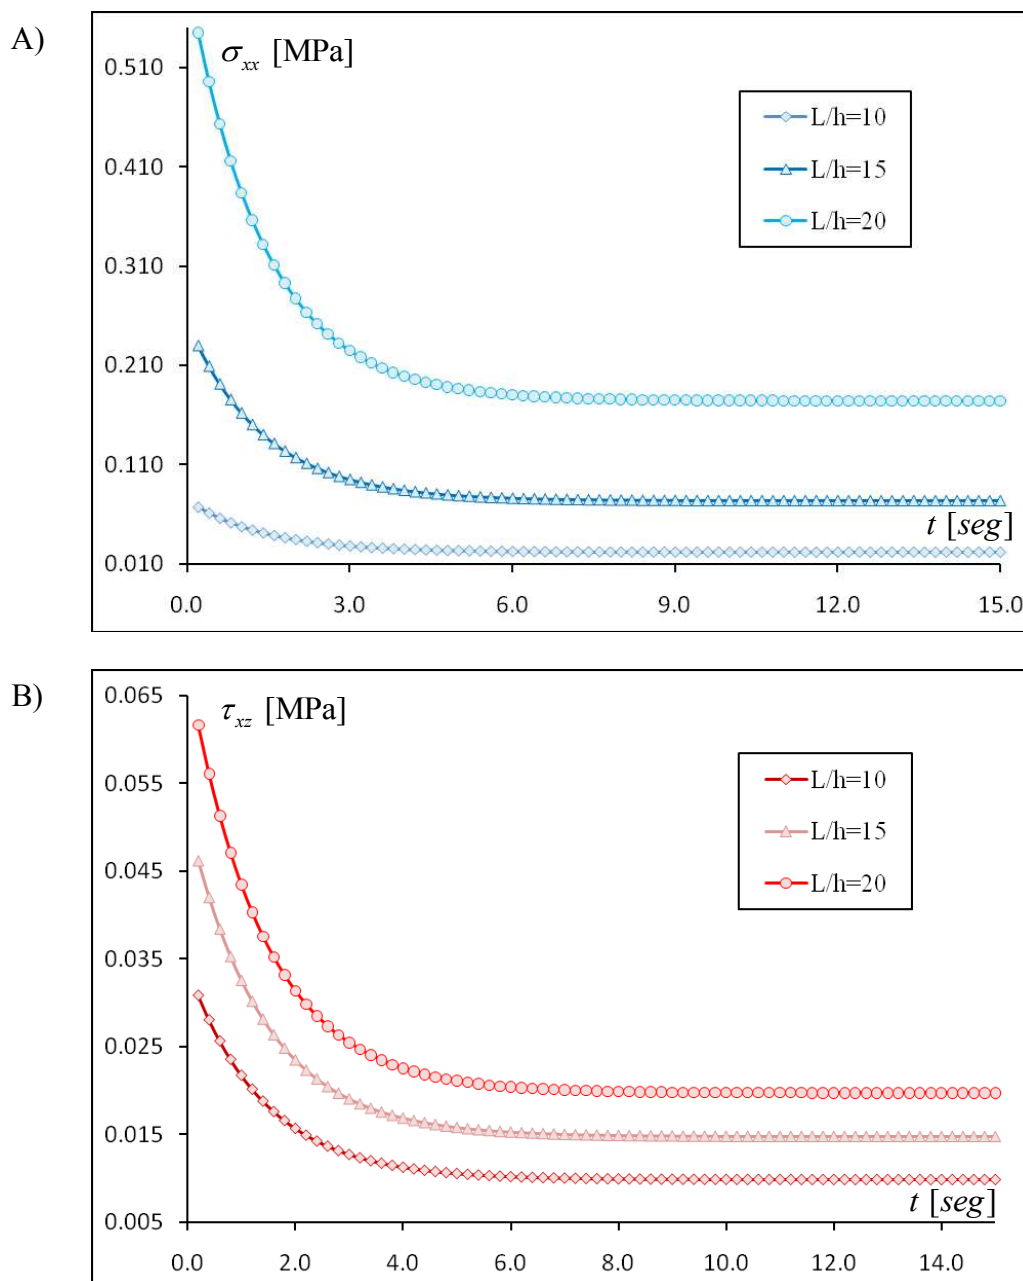 A)
σxx [MPa]
0.510
0.410
0.310
0.210
0.110
0.010
L/h=10
L/h=15
L/h=20
t [seg]
0.0 3.0 6.0 9.0 12.0 15.0
B)
τxz [MPa]
0.065
0.055
0.045
0.035
0.025
0.015
0.005
L/h=10
L/h=15
L/h=20
t [seg]
0.0 2.0 4.0 6.0 8.0 10.0 12.0 14.0